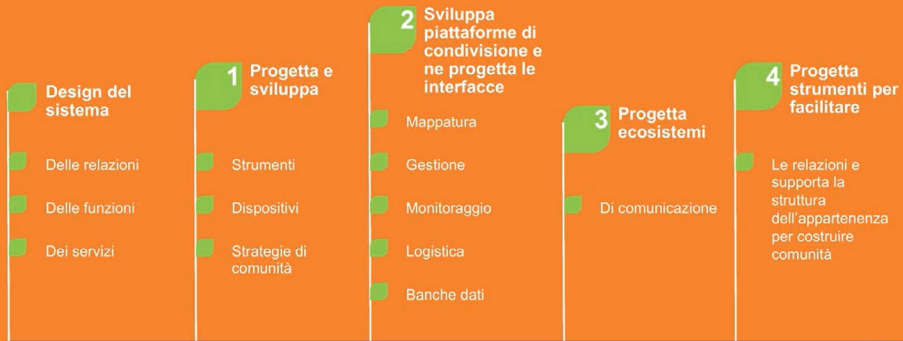 Design del
sistema
Delle relazioni
Delle funzioni
Dei servizi
1
Progetta e
sviluppa
Strumenti
Dispositivi
Strategie di
comunità
2
Sviluppa
piattaforme di
condivisione e
ne progetta le
interfacce
Mappatura
Gestione
Monitoraggio
Logistica
Banche dati
3
Progetta
ecosistemi
Di comunicazione
4
Progetta
strumenti per
facilitare
Le relazioni e
supporta la
struttura
dell'appartenenza
per costruire
comunità